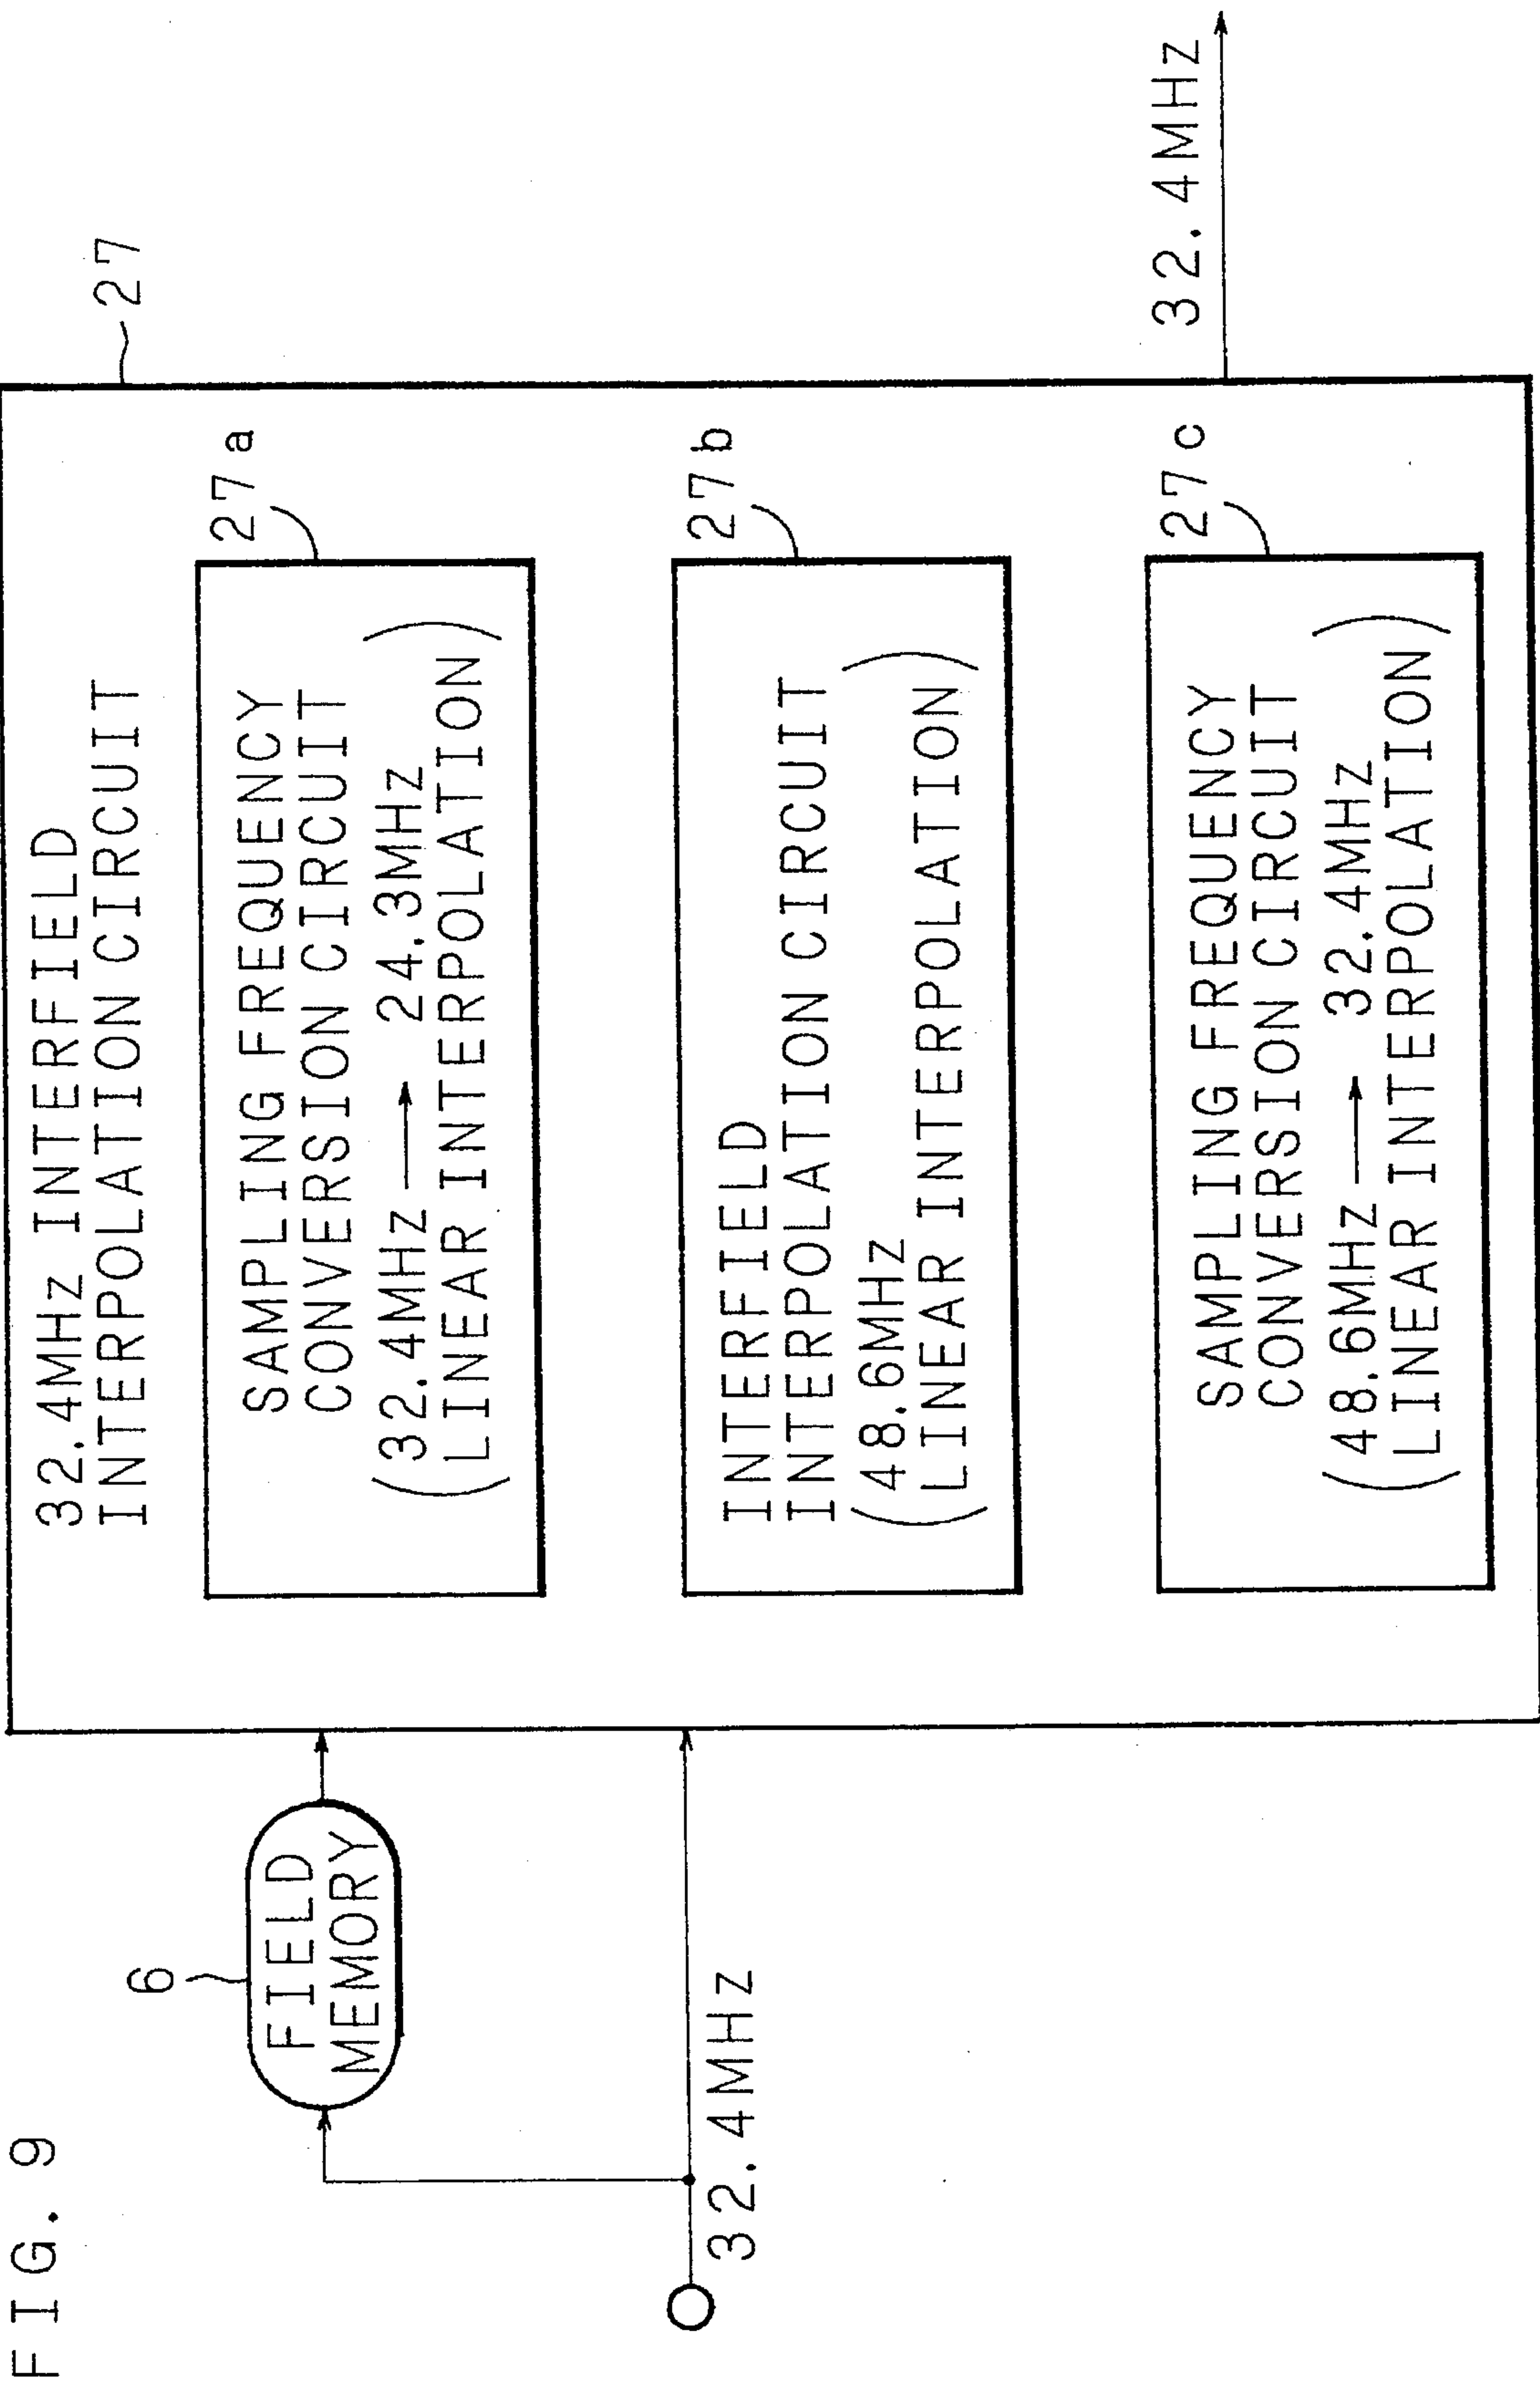 FIG. 9
32.4MHz INTERFIELD
INTERPOLATION CIRCUIT
27
6
FIELD
MEMORY
32.4MHz
27a
SAMPLING FREQUENCY
CONVERSION CIRCUIT
(32.4MHz → 24.3MHz
LINEAR INTERPOLATION)
27b
INTERFIELD
INTERPOLATION CIRCUIT
(48.6MHz
LINEAR INTERPOLATION)
27c
SAMPLING FREQUENCY
CONVERSION CIRCUIT
(48.6MHz → 32.4MHz
LINEAR INTERPOLATION)
32.4MHz